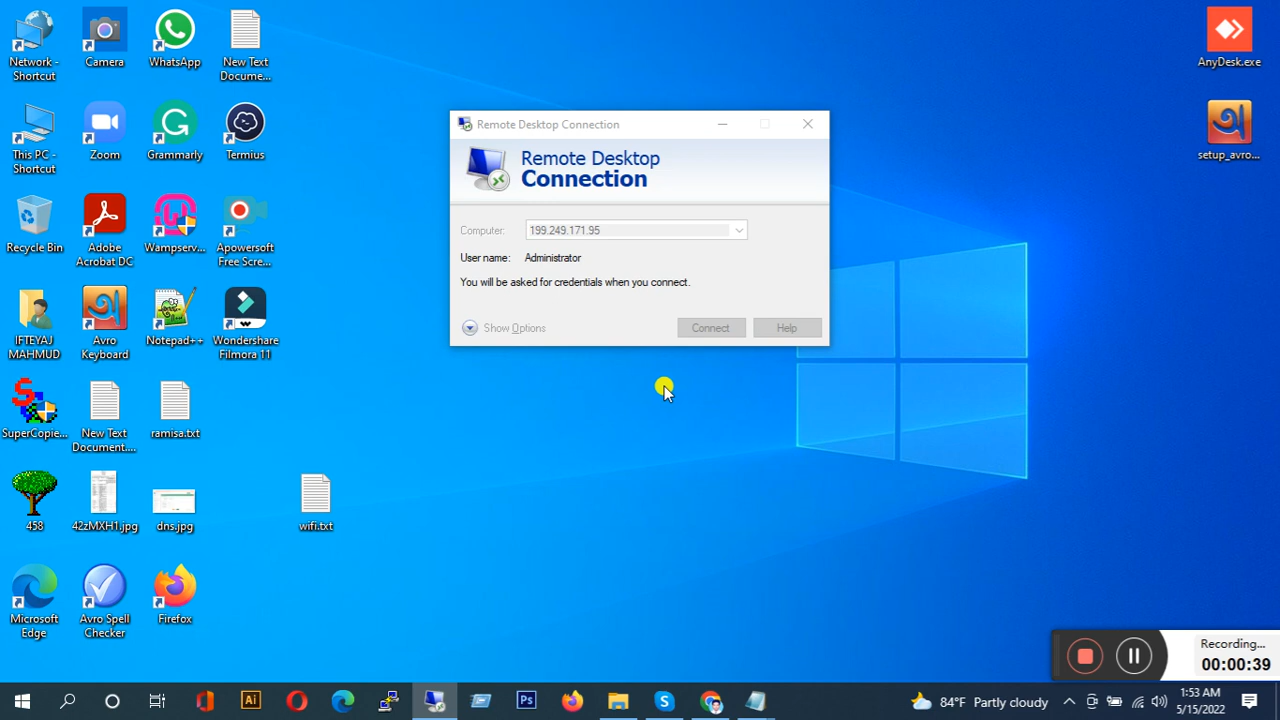 Network -
Shortcut
Camera
WhatsApp
New Text
Docume...
AnyDesk.exe
This PC -
Shortcut
Zoom
Grammarly
Termius
setup_avro...
Recycle Bin
Adobe
Acrobat DC
Wampserv...
Apowersoft
Free Scre...
IFTEYAJ
MAHMUD
Avro
Keyboard
Notepad++
Wondershare
Filmora 11
SuperCopie...
New Text
Document....
ramisa.txt
458
42zMXH1.jpg
dns.jpg
wifi.txt
Microsoft
Edge
Avro Spell
Checker
Firefox
Remote Desktop Connection
Remote Desktop
Connection
Computer: 199.249.171.95
User name: Administrator
You will be asked for credentials when you connect.
Show Options Connect Help
Recording...
00:00:39
Ai
Ps
84°F Partly cloudy
1:53 AM
5/15/2022